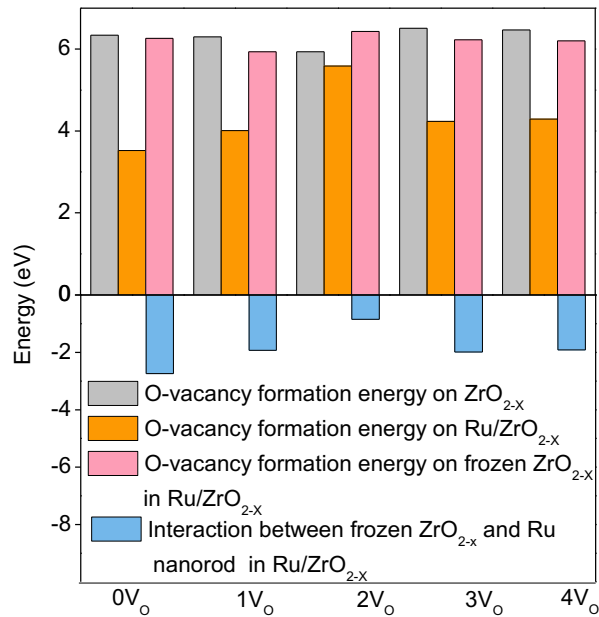 Energy (eV)
6
4
2
0
-2
-4
-6
-8
O-vacancy formation energy on ZrO2-X
O-vacancy formation energy on Ru/ZrO2-X
O-vacancy formation energy on frozen ZrO2-X
in Ru/ZrO2-X
Interaction between frozen ZrO2-x and Ru
nanorod in Ru/ZrO2-X
0VO 1VO 2VO 3VO 4VO